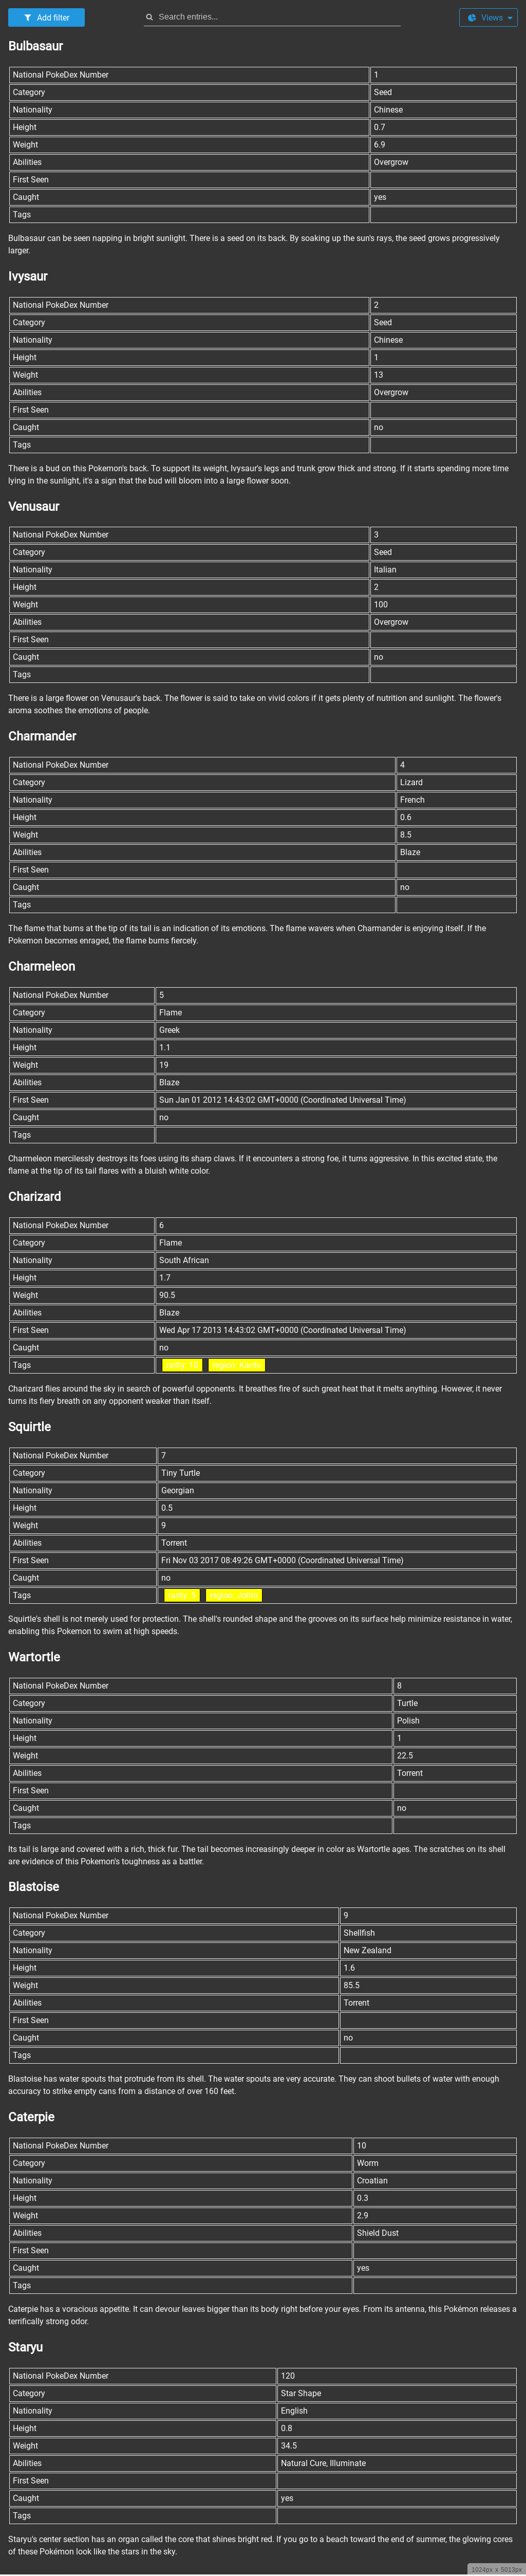 Add filter
Search entries...
Views
Bulbasaur
National PokeDex Number 1
Category Seed
Nationality Chinese
Height 0.7
Weight 6.9
Abilities Overgrow
First Seen
Caught yes
Tags
Bulbasaur can be seen napping in bright sunlight. There is a seed on its back. By soaking up the sun's rays, the seed grows progressively
larger.
Ivysaur
National PokeDex Number 2
Category Seed
Nationality Chinese
Height 1
Weight 13
Abilities Overgrow
First Seen
Caught no
Tags
There is a bud on this Pokemon's back. To support its weight, Ivysaur's legs and trunk grow thick and strong. If it starts spending more time
lying in the sunlight, it's a sign that the bud will bloom into a large flower soon.
Venusaur
National PokeDex Number 3
Category Seed
Nationality Italian
Height 2
Weight 100
Abilities Overgrow
First Seen
Caught no
Tags
There is a large flower on Venusaur's back. The flower is said to take on vivid colors if it gets plenty of nutrition and sunlight. The flower's
aroma soothes the emotions of people.
Charmander
National PokeDex Number 4
Category Lizard
Nationality French
Height 0.6
Weight 8.5
Abilities Blaze
First Seen
Caught no
Tags
The flame that burns at the tip of its tail is an indication of its emotions. The flame wavers when Charmander is enjoying itself. If the
Pokemon becomes enraged, the flame burns fiercely.
Charmeleon
National PokeDex Number 5
Category Flame
Nationality Greek
Height 1.1
Weight 19
Abilities Blaze
First Seen Sun Jan 01 2012 14:43:02 GMT+0000 (Coordinated Universal Time)
Caught no
Tags
Charmeleon mercilessly destroys its foes using its sharp claws. If it encounters a strong foe, it turns aggressive. In this excited state, the
flame at the tip of its tail flares with a bluish white color.
Charizard
National PokeDex Number 6
Category Flame
Nationality South African
Height 1.7
Weight 90.5
Abilities Blaze
First Seen Wed Apr 17 2013 14:43:02 GMT+0000 (Coordinated Universal Time)
Caught no
Tags
Charizard flies around the sky in search of powerful opponents. It breathes fire of such great heat that it melts anything. However, it never
turns its fiery breath on any opponent weaker than itself.
Squirtle
National PokeDex Number 7
Category Tiny Turtle
Nationality Georgian
Height 0.5
Weight 9
Abilities Torrent
First Seen Fri Nov 03 2017 08:49:26 GMT+0000 (Coordinated Universal Time)
Caught no
Tags
Squirtle's shell is not merely used for protection. The shell's rounded shape and the grooves on its surface help minimize resistance in water,
enabling this Pokemon to swim at high speeds.
Wartortle
National PokeDex Number 8
Category Turtle
Nationality Polish
Height 1
Weight 22.5
Abilities Torrent
First Seen
Caught no
Tags
Its tail is large and covered with a rich, thick fur. The tail becomes increasingly deeper in color as Wartortle ages. The scratches on its shell
are evidence of this Pokemon's toughness as a battler.
Blastoise
National PokeDex Number 9
Category Shellfish
Nationality New Zealand
Height 1.6
Weight 85.5
Abilities Torrent
First Seen
Caught no
Tags
Blastoise has water spouts that protrude from its shell. The water spouts are very accurate. They can shoot bullets of water with enough
accuracy to strike empty cans from a distance of over 160 feet.
Caterpie
National PokeDex Number 10
Category Worm
Nationality Croatian
Height 0.3
Weight 2.9
Abilities Shield Dust
First Seen
Caught yes
Tags
Caterpie has a voracious appetite. It can devour leaves bigger than its body right before your eyes. From its antenna, this Pokémon releases a
terrifically strong odor.
Staryu
National PokeDex Number 120
Category Star Shape
Nationality English
Height 0.8
Weight 34.5
Abilities Natural Cure, Illuminate
First Seen
Caught yes
Tags
Staryu's center section has an organ called the core that shines bright red. If you go to a beach toward the end of summer, the glowing cores
of these Pokémon look like the stars in the sky.
1024px x 5013px